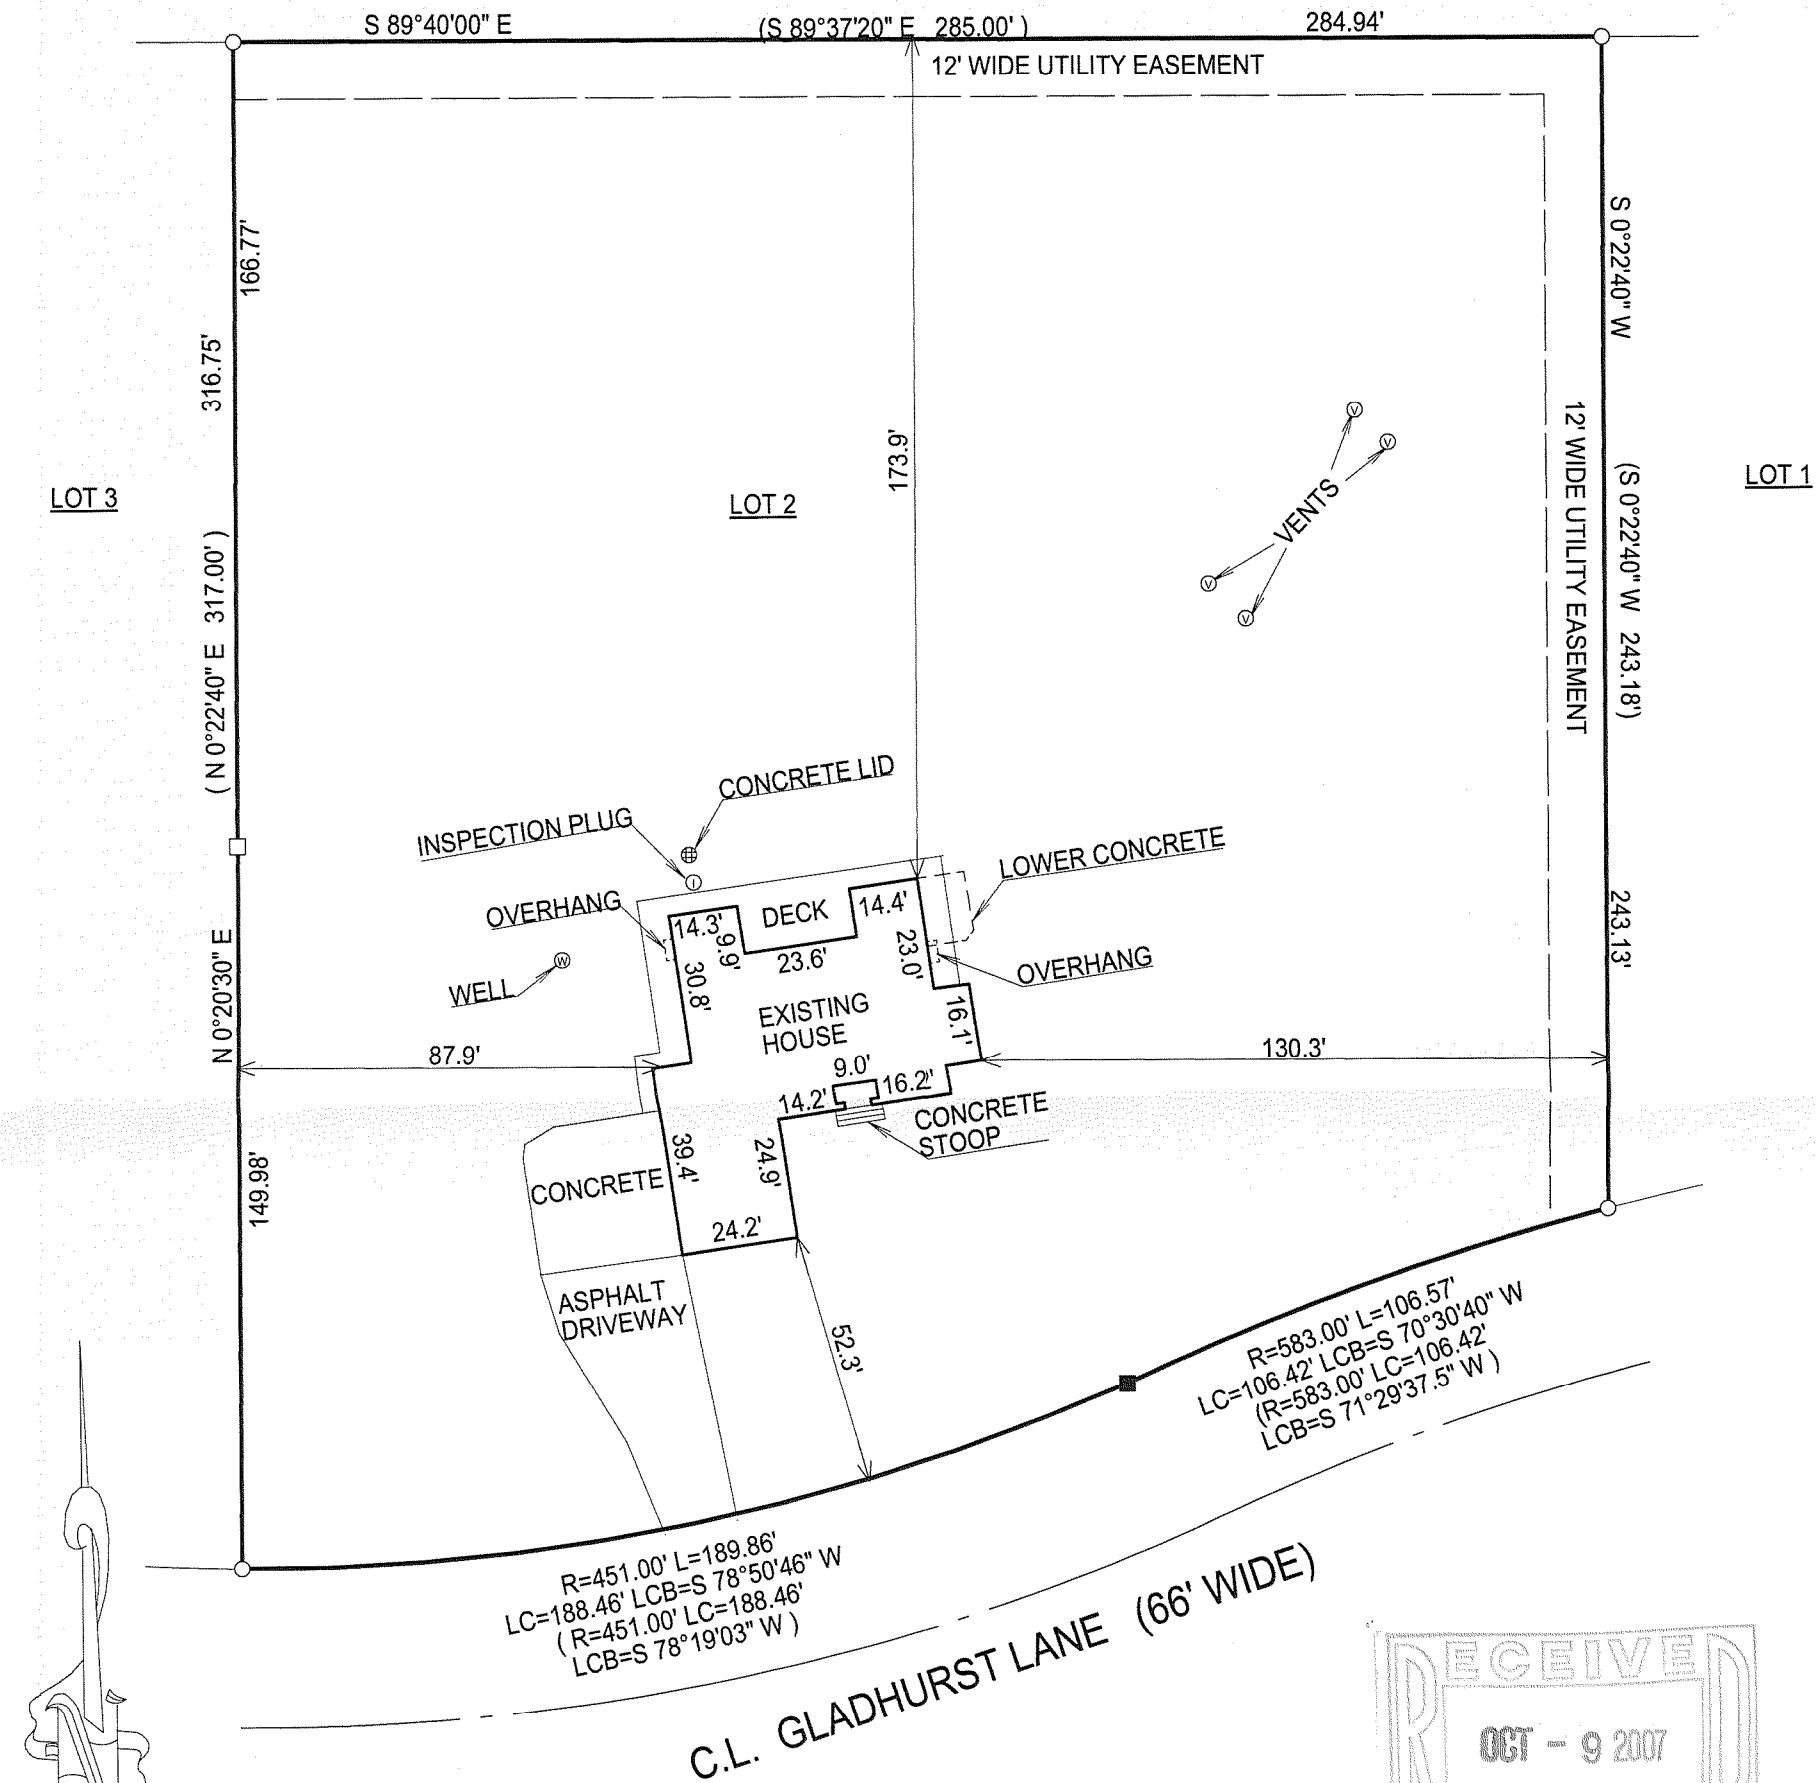 S 89°40'00" E
(S 89°37'20" E 285.00' )
284.94'
12' WIDE UTILITY EASEMENT
166.77'
316.75'
( N 0°22'40" E 317.00' )
N 0°20'30" E
149.98'
S 0°22'40" W
(S 0°22'40" W 243.18')
243.13'
12' WIDE UTILITY EASEMENT
LOT 3
LOT 2
LOT 1
173.9'
VENTS
V
V
V
V
CONCRETE LID
INSPECTION PLUG
I
LOWER CONCRETE
OVERHANG
WELL
W
DECK
14.3'
9.9'
23.6'
14.4'
23.0'
30.8'
OVERHANG
EXISTING
HOUSE
16.1'
87.9'
130.3'
9.0'
14.2'
16.2'
CONCRETE
STOOP
39.4'
24.9'
CONCRETE
24.2'
ASPHALT
DRIVEWAY
52.3'
R=583.00' L=106.57'
LC=106.42' LCB=S 70°30'40" W
(R=583.00' LC=106.42'
LCB=S 71°29'37.5" W )
R=451.00' L=189.86'
LC=188.46' LCB=S 78°50'46" W
( R=451.00' LC=188.46'
LCB=S 78°19'03" W )
C.L. GLADHURST LANE (66' WIDE)
RECEIVED
OCT - 9 2007